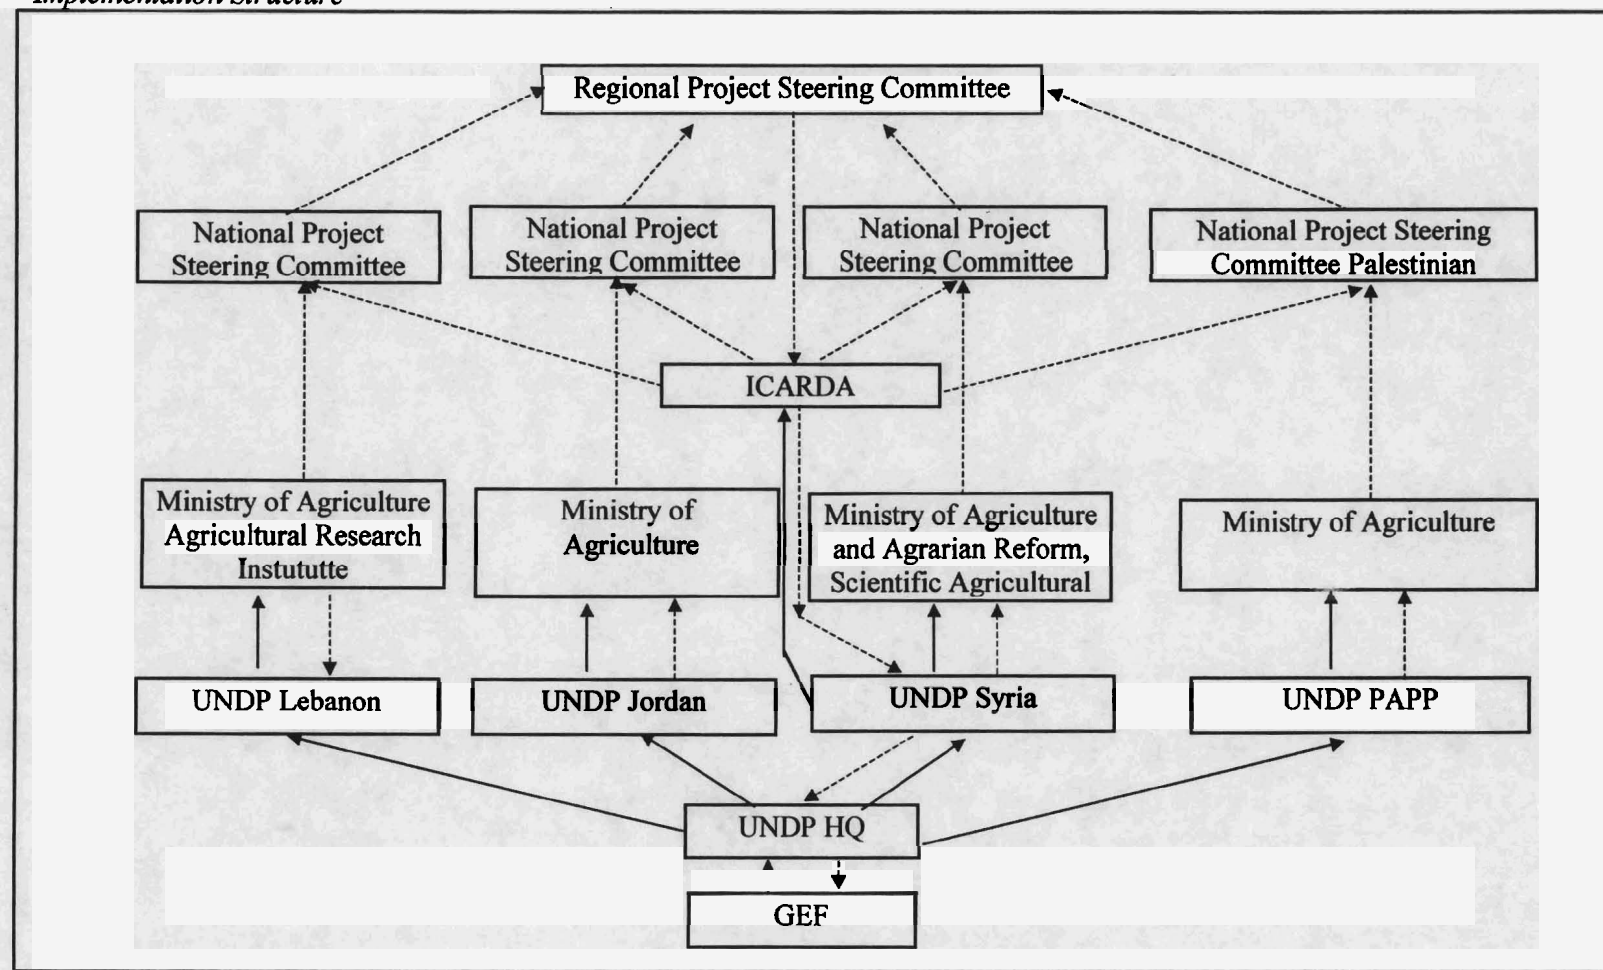 Implementation Structure
Regional Project Steering Committee
National Project
Steering Committee
National Project
Steering Committee
National Project
Steering Committee
National Project Steering
Committee Palestinian
ICARDA
Ministry of Agriculture
Agricultural Research
Instututte
Ministry of
Agriculture
Ministry of Agriculture
and Agrarian Reform,
Scientific Agricultural
Ministry of Agriculture
UNDP Lebanon
UNDP Jordan
UNDP Syria
UNDP PAPP
UNDP HQ
GEF